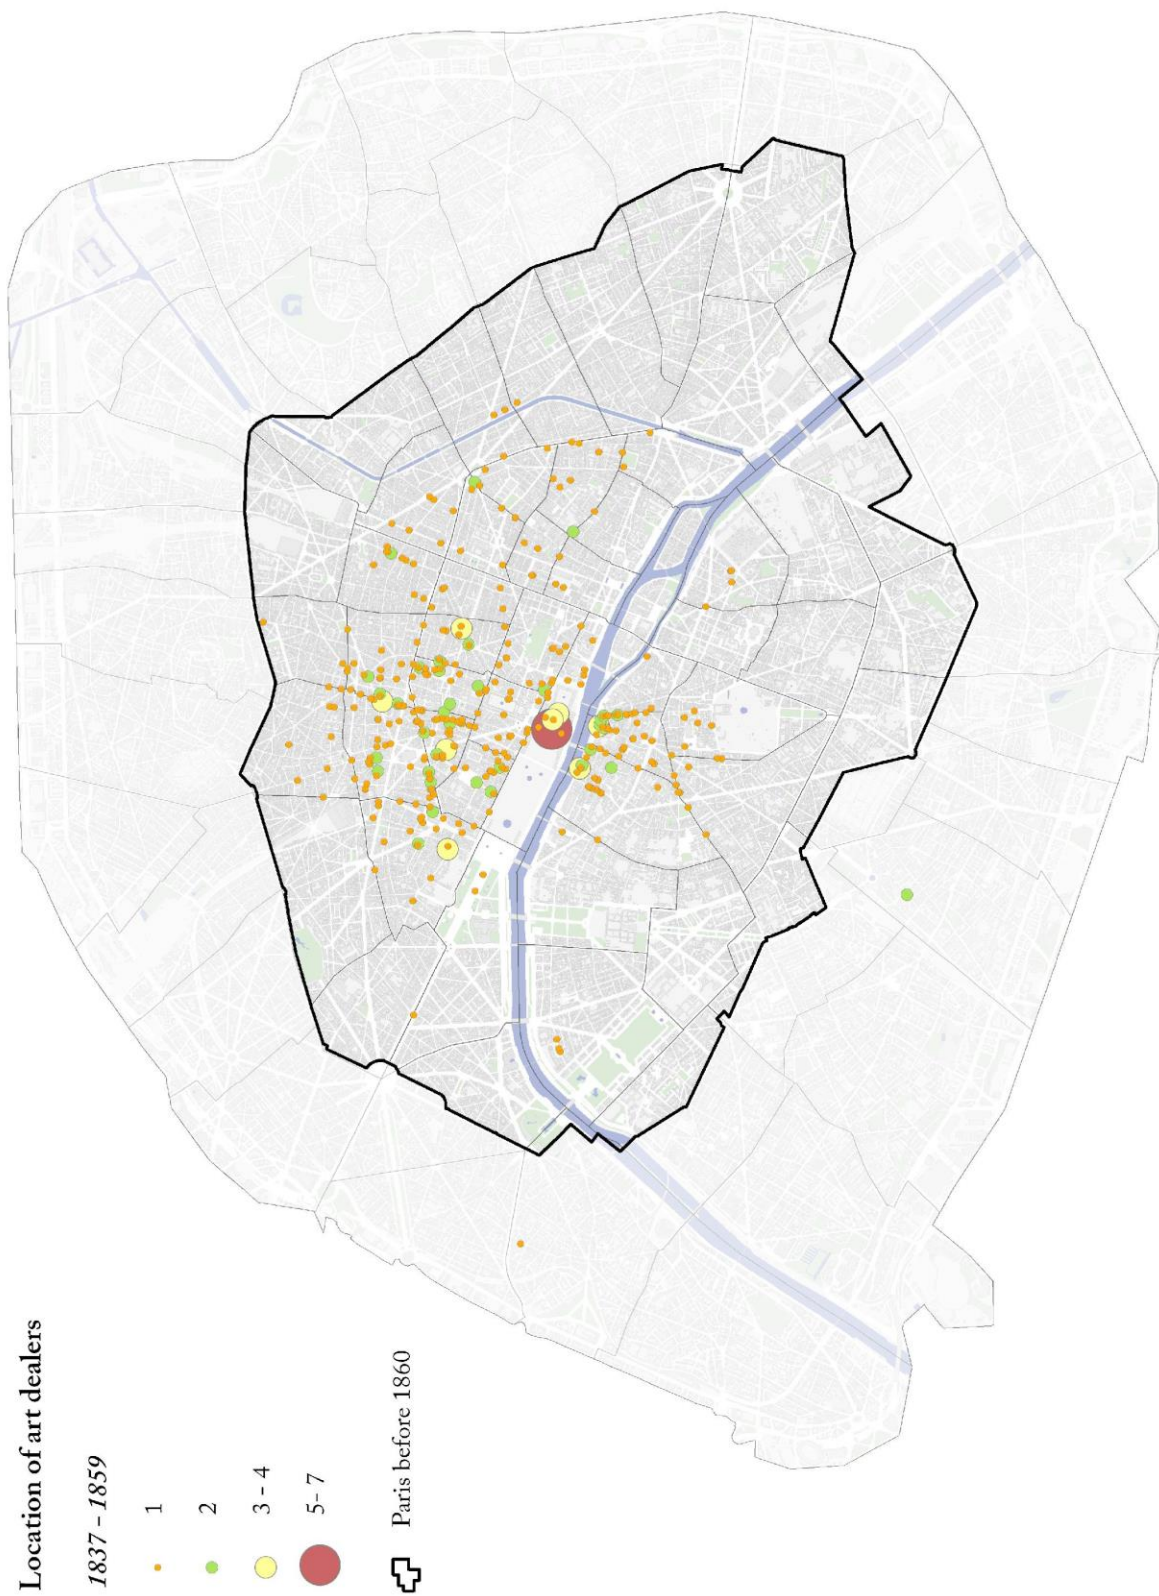 Location of art dealers
1837 – 1859
1
2
3 - 4
5- 7
Paris before 1860